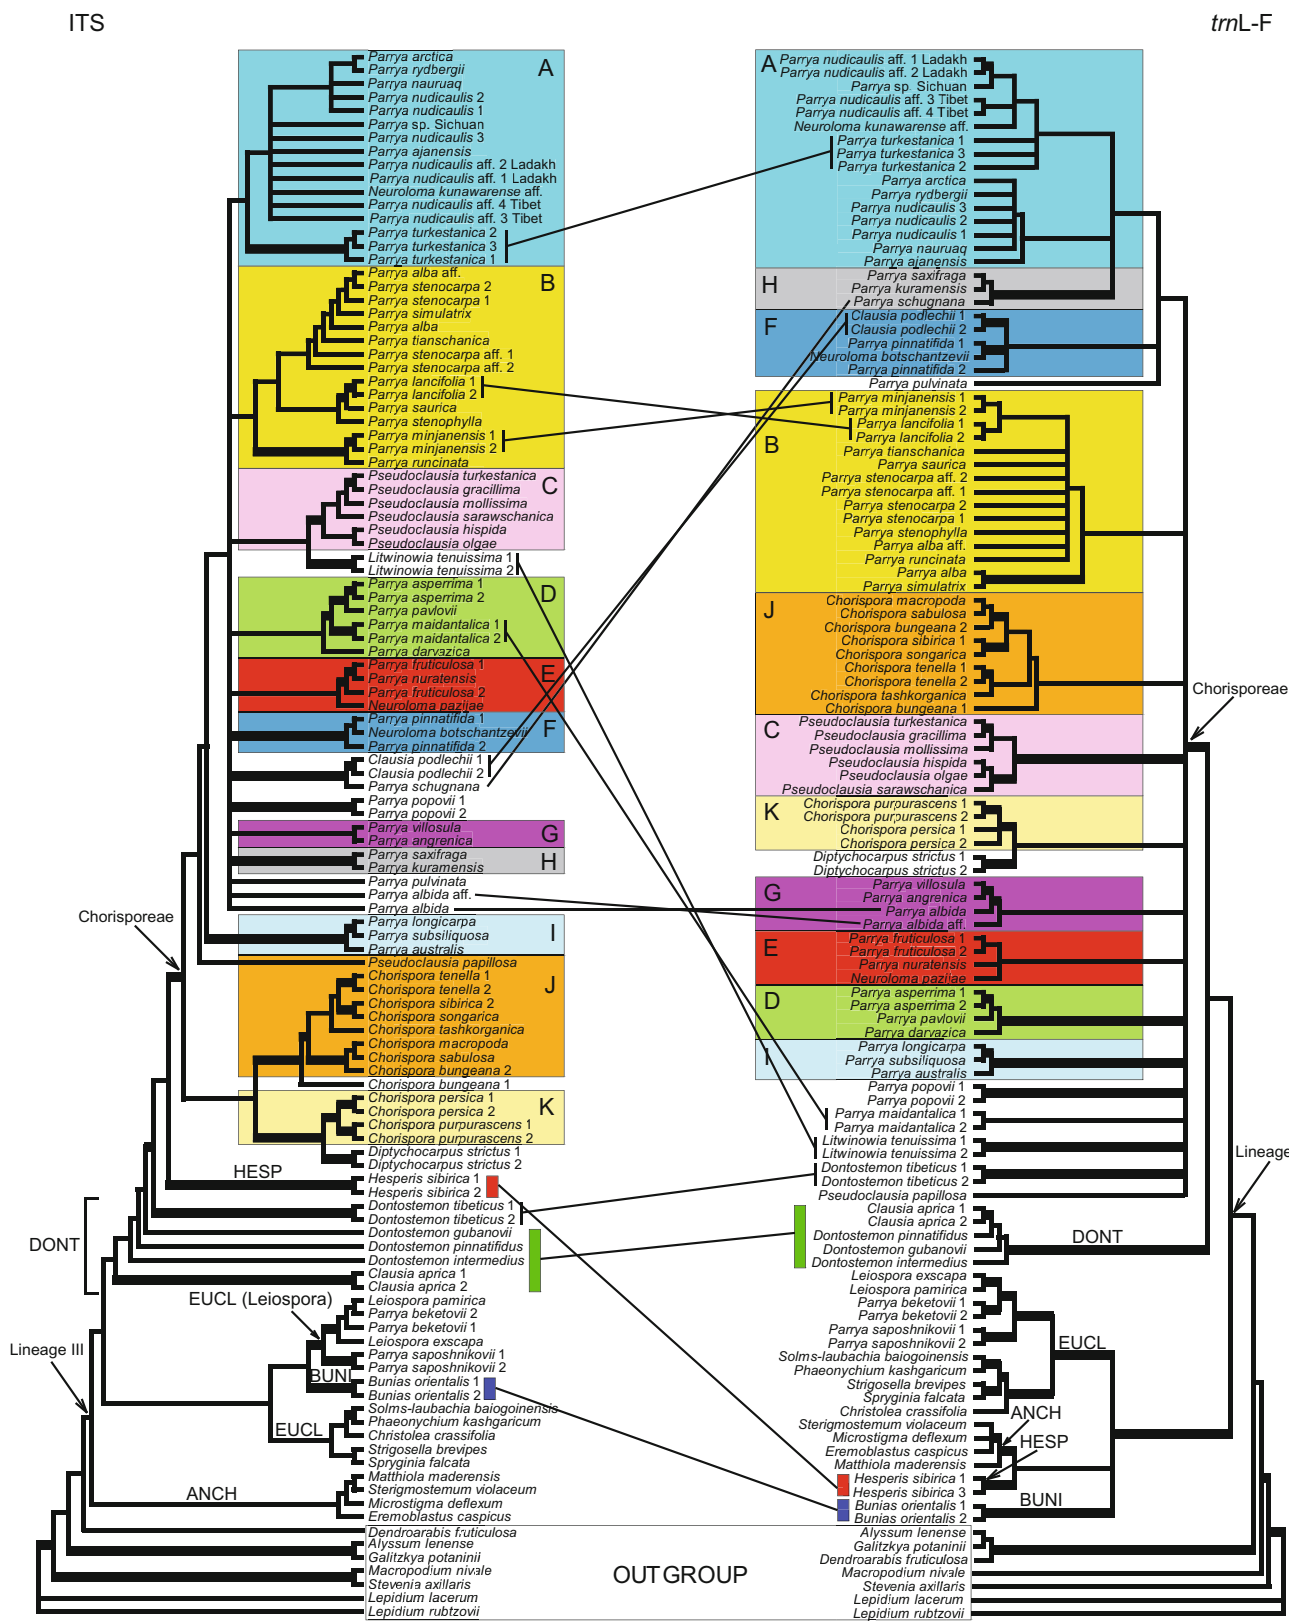 ITS
trnL-F
Parrya arctica
Parrya rydbergii
Parrya nauruaq
Parrya nudicaulis 2
Parrya nudicaulis 1
Parrya sp. Sichuan
Parrya nudicaulis 3
Parrya ajanensis
Parrya nudicaulis aff. 2 Ladakh
Parrya nudicaulis aff. 1 Ladakh
Neuroloma kunawarense aff.
Parrya nudicaulis aff. 4 Tibet
Parrya nudicaulis aff. 3 Tibet
Parrya turkestanica 2
Parrya turkestanica 3
Parrya turkestanica 1
A
Parrya alba aff.
Parrya stenocarpa 2
Parrya stenocarpa 1
Parrya simulatrix
Parrya alba
Parrya tianschanica
Parrya stenocarpa aff. 1
Parrya stenocarpa aff. 2
Parrya lancifolia 1
Parrya lancifolia 2
Parrya saurica
Parrya stenophylla
Parrya minjanensis 1
Parrya minjanensis 2
Parrya runcinata
B
Pseudoclausia turkestanica
Pseudoclausia gracillima
Pseudoclausia mollissima
Pseudoclausia sarawschanica
Pseudoclausia hispida
Pseudoclausia olgae
C
Litwinowia tenuissima 1
Litwinowia tenuissima 2
Parrya asperrima 1
Parrya asperrima 2
Parrya pavlovii
Parrya maidantalica 1
Parrya maidantalica 2
Parrya darvazica
D
Parrya fruticulosa 1
Parrya nuratensis
Parrya fruticulosa 2
Neuroloma pazijae
E
Parrya pinnatifida 1
Neuroloma botschantzevii
Parrya pinnatifida 2
F
Clausia podlechii 1
Clausia podlechii 2
Parrya schugnana
Parrya popovii 1
Parrya popovii 2
Parrya villosula
Parrya angrenica
G
Parrya saxifraga
Parrya kuramensis
H
Parrya pulvinata
Parrya albida aff.
Parrya albida
Parrya longicarpa
Parrya subsiliquosa
Parrya australis
I
Pseudoclausia papillosa
Chorispora tenella 1
Chorispora tenella 2
Chorispora sibirica 2
Chorispora songarica
Chorispora tashkorganica
Chorispora macropoda
Chorispora sabulosa
Chorispora bungeana 2
J
Chorispora bungeana 1
Chorispora persica 1
Chorispora persica 2
Chorispora purpurascens 1
Chorispora purpurascens 2
K
Diptychocarpus strictus 1
Diptychocarpus strictus 2
Hesperis sibirica 1
Hesperis sibirica 2
Dontostemon tibeticus 1
Dontostemon tibeticus 2
Dontostemon gubanovii
Dontostemon pinnatifidus
Dontostemon intermedius
Clausia aprica 1
Clausia aprica 2
Leiospora pamirica
Parrya beketovii 2
Parrya beketovii 1
Leiospora exscapa
Parrya saposhnikovii 1
Parrya saposhnikovii 2
Bunias orientalis 1
Bunias orientalis 2
Solms-laubachia baiogoinensis
Phaeonychium kashgaricum
Christolea crassifolia
Strigosella brevipes
Spryginia falcata
Matthiola maderensis
Sterigmostemum violaceum
Microstigma deflexum
Eremoblastus caspicus
Dendroarabis fruticulosa
Alyssum lenense
Galitzkya potaninii
Macropodium nivale
Stevenia axillaris
Lepidium lacerum
Lepidium rubtzovii
Chorisporeae
HESP
DONT
EUCL (Leiospora)
BUNI
EUCL
ANCH
Lineage III
OUTGROUP
A
Parrya nudicaulis aff. 1 Ladakh
Parrya nudicaulis aff. 2 Ladakh
Parrya sp. Sichuan
Parrya nudicaulis aff. 3 Tibet
Parrya nudicaulis aff. 4 Tibet
Neuroloma kunawarense aff.
Parrya turkestanica 1
Parrya turkestanica 3
Parrya turkestanica 2
Parrya arctica
Parrya rydbergii
Parrya nudicaulis 3
Parrya nudicaulis 2
Parrya nudicaulis 1
Parrya nauruaq
Parrya ajanensis
H
Parrya saxifraga
Parrya kuramensis
Parrya schugnana
F
Clausia podlechii 1
Clausia podlechii 2
Parrya pinnatifida 1
Neuroloma botschantzevii
Parrya pinnatifida 2
Parrya pulvinata
B
Parrya minjanensis 1
Parrya minjanensis 2
Parrya lancifolia 1
Parrya lancifolia 2
Parrya tianschanica
Parrya saurica
Parrya stenocarpa aff. 2
Parrya stenocarpa aff. 1
Parrya stenocarpa 2
Parrya stenocarpa 1
Parrya stenophylla
Parrya alba aff.
Parrya runcinata
Parrya alba
Parrya simulatrix
J
Chorispora macropoda
Chorispora sabulosa
Chorispora bungeana 2
Chorispora sibirica 1
Chorispora songarica
Chorispora tenella 1
Chorispora tenella 2
Chorispora tashkorganica
Chorispora bungeana 1
C
Pseudoclausia turkestanica
Pseudoclausia gracillima
Pseudoclausia mollissima
Pseudoclausia hispida
Pseudoclausia olgae
Pseudoclausia sarawschanica
K
Chorispora purpurascens 1
Chorispora purpurascens 2
Chorispora persica 1
Chorispora persica 2
Diptychocarpus strictus 1
Diptychocarpus strictus 2
G
Parrya villosula
Parrya angrenica
Parrya albida
Parrya albida aff.
E
Parrya fruticulosa 1
Parrya fruticulosa 2
Parrya nuratensis
Neuroloma pazijae
D
Parrya asperrima 1
Parrya asperrima 2
Parrya pavlovii
Parrya darvazica
I
Parrya longicarpa
Parrya subsiliquosa
Parrya australis
Parrya popovii 1
Parrya popovii 2
Parrya maidantalica 1
Parrya maidantalica 2
Litwinowia tenuissima 1
Litwinowia tenuissima 2
Dontostemon tibeticus 1
Dontostemon tibeticus 2
Pseudoclausia papillosa
Clausia aprica 1
Clausia aprica 2
Dontostemon pinnatifidus
Dontostemon gubanovii
Dontostemon intermedius
Leiospora exscapa
Leiospora pamirica
Parrya beketovii 1
Parrya beketovii 2
Parrya saposhnikovii 1
Parrya saposhnikovii 2
Solms-laubachia baiogoinensis
Phaeonychium kashgaricum
Strigosella brevipes
Spryginia falcata
Christolea crassifolia
Sterigmostemum violaceum
Microstigma deflexum
Eremoblastus caspicus
Matthiola maderensis
Hesperis sibirica 1
Hesperis sibirica 3
Bunias orientalis 1
Bunias orientalis 2
Alyssum lenense
Galitzkya potaninii
Dendroarabis fruticulosa
Macropodium nivale
Stevenia axillaris
Lepidium lacerum
Lepidium rubtzovii
Chorisporeae
Lineage
DONT
EUCL
ANCH
HESP
BUNI